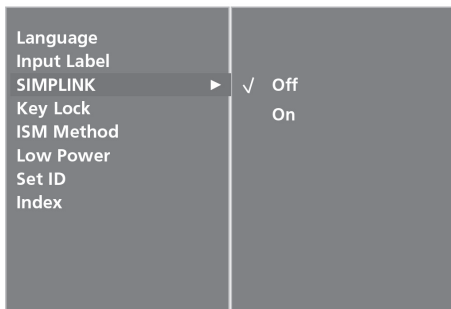 Language
Input Label
SIMPLINK ► √ Off
Key Lock On
ISM Method
Low Power
Set ID
Index